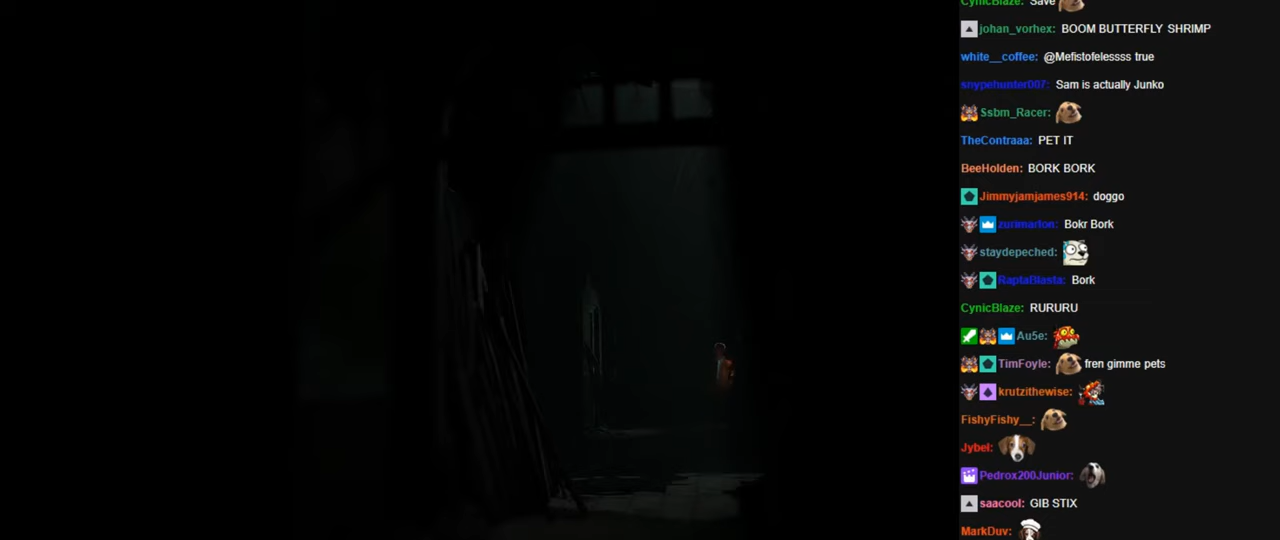 CynicBlaze: Save
johan_vorhex: BOOM BUTTERFLY SHRIMP
white__coffee: @Mefistofelessss true
snypehunter007: Sam is actually Junko
Ssbm_Racer:
TheContraaa: PET IT
BeeHolden: BORK BORK
Jimmyjamjames914: doggo
zurimarlon: Bokr Bork
staydepeched:
RaptaBlasta: Bork
CynicBlaze: RURURU
Au5e:
TimFoyle: fren gimme pets
krutzithewise:
FishyFishy__:
Jybel:
Pedrox200Junior:
saacool: GIB STIX
MarkDuv: